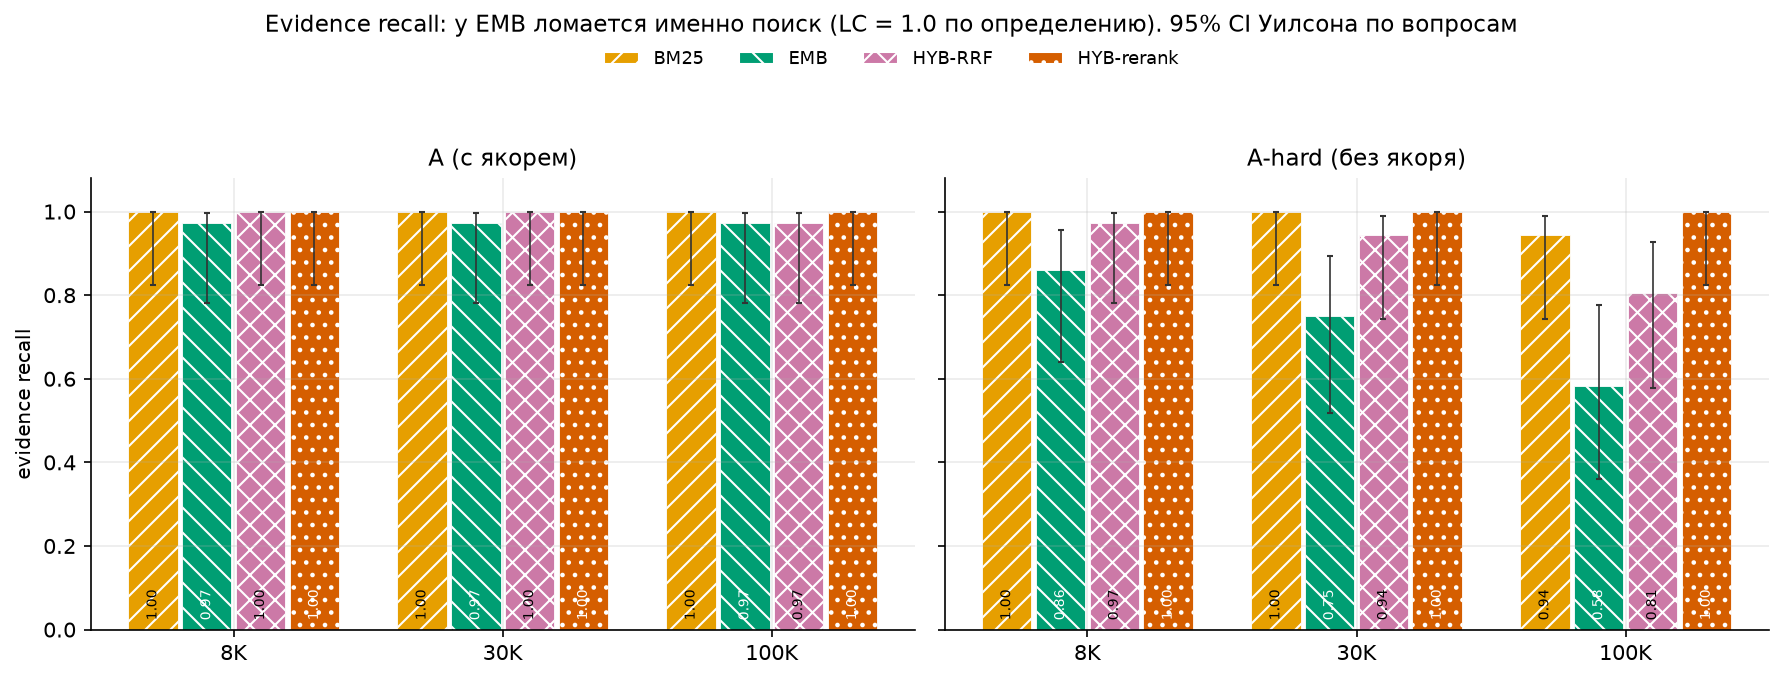 Evidence recall: у EMB ломается именно поиск (LC = 1.0 по определению). 95% CI Уилсона по вопросам
BM25 EMB HYB-RRF HYB-rerank
A (с якорем)
A-hard (без якоря)
evidence recall
1.0
0.8
0.6
0.4
0.2
0.0
1.00 0.97 1.00 1.00
1.00 0.97 1.00 1.00
1.00 0.97 0.97 1.00
1.00 0.86 0.97 1.00
1.00 0.75 0.94 1.00
0.94 0.58 0.81 1.00
8K 30K 100K
8K 30K 100K